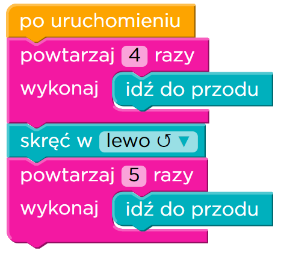 po uruchomieniu
powtarzaj 4 razy
wykonaj idź do przodu
skręć w lewo ↺ ▼
powtarzaj 5 razy
wykonaj idź do przodu